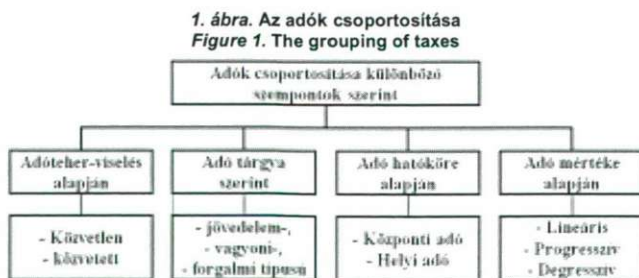 1. ábra. Az adók csoportosítása
Figure 1. The grouping of taxes
Adók csoportosítása különböző
szempontok szerint
Adóteher-viselés
alapján
Adó tárgya
szerint
Adó hatóköre
alapján
Adó mértéke
alapján
- Közvetlen
- közvetett
- jövedelem-,
- vagyoni-,
- forgalmi típusú
- Központi adó
- Helyi adó
- Lineáris
- Progresszív
- Degresszív